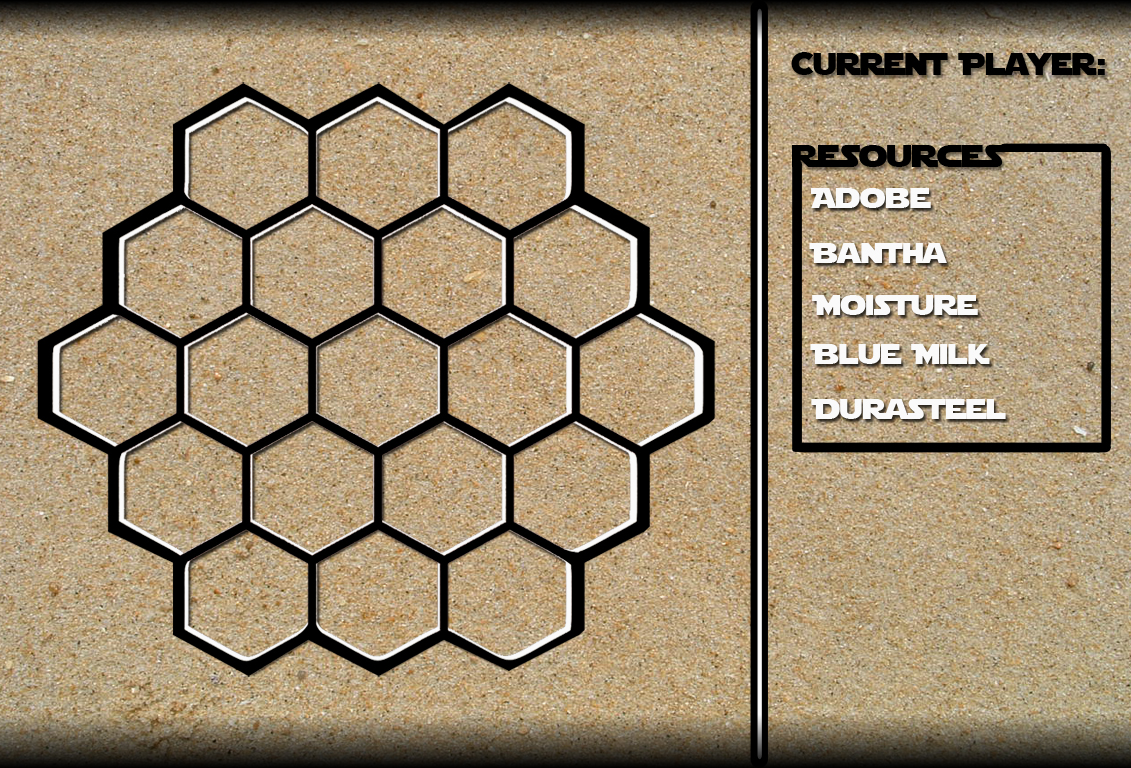 Current Player:
Resources
Adobe
Bantha
Moisture
Blue Milk
Durasteel